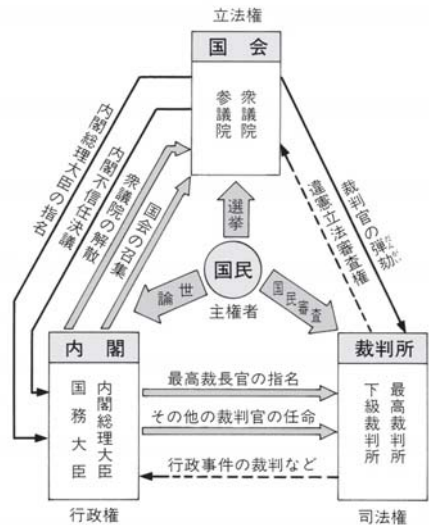 立法権
国会
衆議院
参議院
内閣総理大臣の指名
内閣不信任決議
衆議院の解散
国会の召集
裁判官の弾劾
だんがい
違憲立法審査権
選挙
国民
主権者
論世
国民審査
内閣
内閣総理大臣
国務大臣
行政権
最高裁長官の指名
その他の裁判官の任命
行政事件の裁判など
裁判所
最高裁判所
下級裁判所
司法権